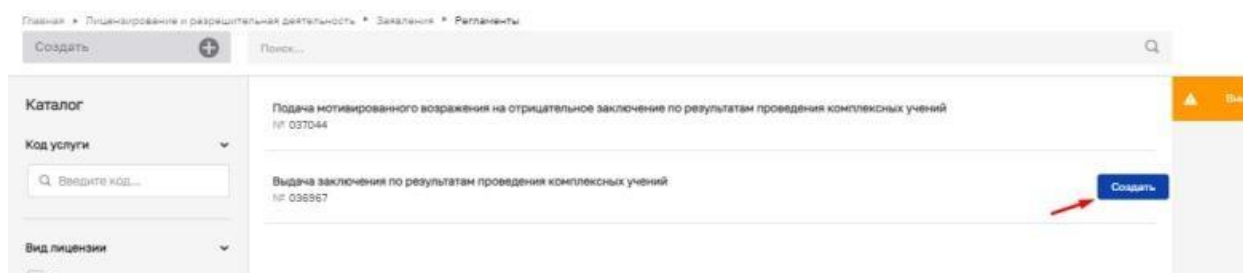 Главная • Лицензирование и разрешительная деятельность • Заявления • Регламенты
Создать
Поиск...
Каталог
Подача мотивированного возражения на отрицательное заключение по результатам проведения комплексных учений
№ 037044
Код услуги
Введите код...
Выдача заключения по результатам проведения комплексных учений
№ 036967
Создать
Вид лицензии